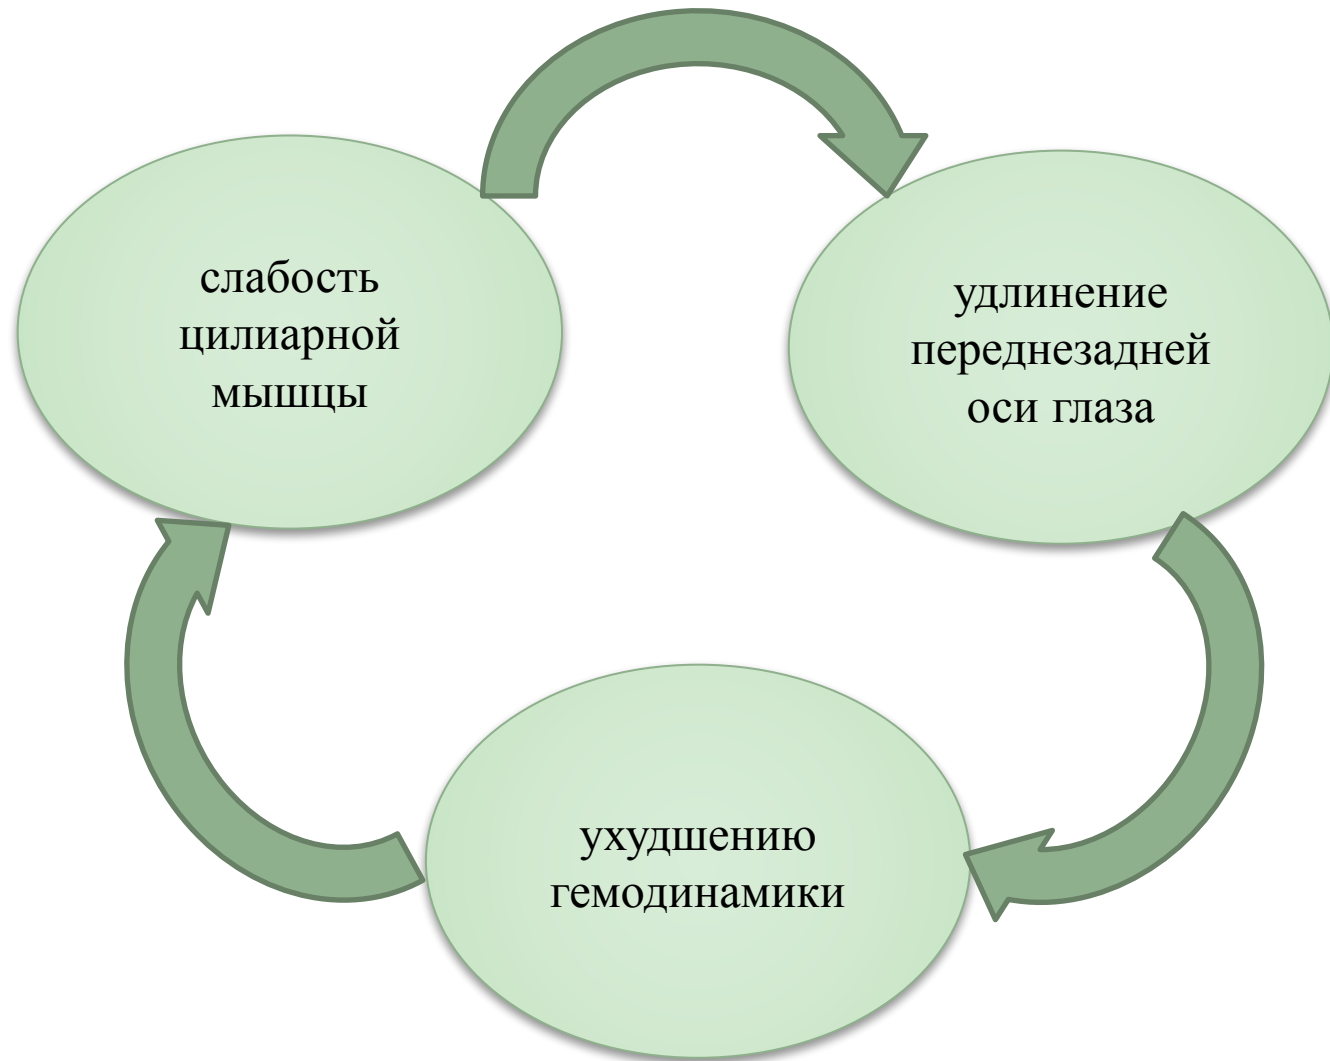 слабость
цилиарной
мышцы
удлинение
переднезадней
оси глаза
ухудшению
гемодинамики